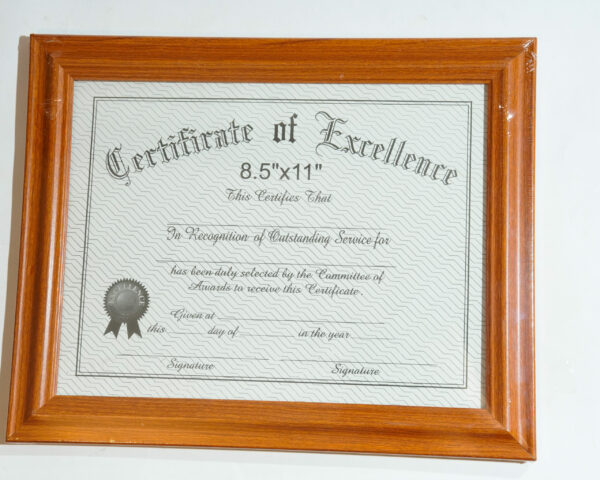 Certificate of Excellence
8.5"x11"
This Certifies That
In Recognition of Outstanding Service for
has been duly selected by the Committee of
Awards to receive this Certificate.
Given at
this day of in the year
Signature Signature